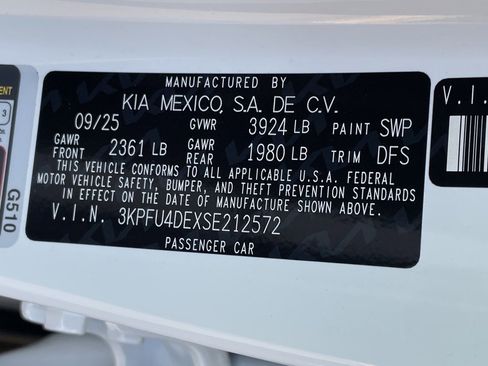 MANUFACTURED BY
KIA MEXICO, S.A. DE C.V.
09/25 GVWR 3924 LB PAINT SWP
GAWR FRONT 2361 LB GAWR REAR 1980 LB TRIM DFS
THIS VEHICLE CONFORMS TO ALL APPLICABLE U.S.A. FEDERAL
MOTOR VEHICLE SAFETY, BUMPER, AND THEFT PREVENTION STANDARDS
IN EFFECT ON THE DATE OF MANUFACTURE SHOWN ABOVE.
V.I.N. 3KPFU4DEXSE212572
PASSENGER CAR
V.I.
G510
3